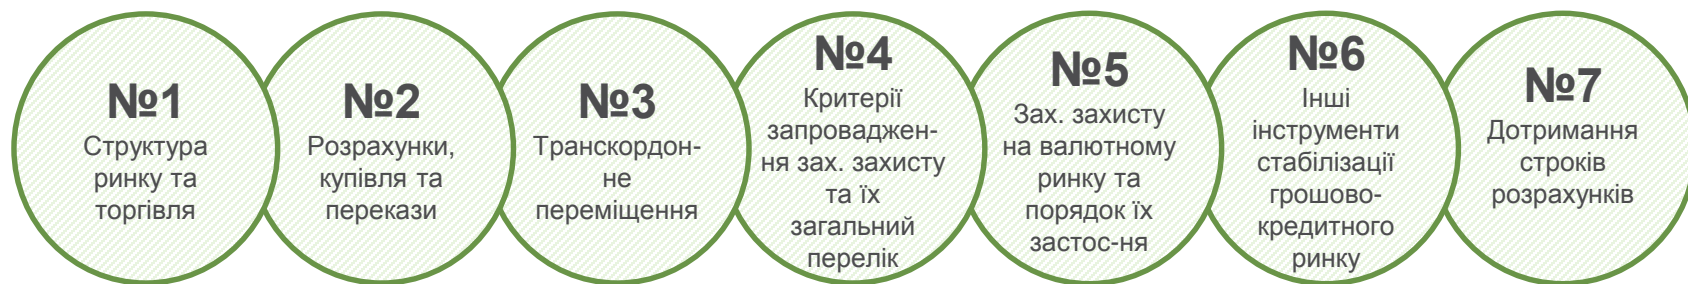 №1
Структура
ринку та
торгівля
№2
Розрахунки,
купівля та
перекази
№3
Транскордон-
не
переміщення
№4
Критерії
запроваджен-
ня зах. захисту
та їх
загальний
перелік
№5
Зах. захисту
на валютному
ринку та
порядок їх
застос-ня
№6
Інші
інструменти
стабілізації
грошово-
кредитного
ринку
№7
Дотримання
строків
розрахунків